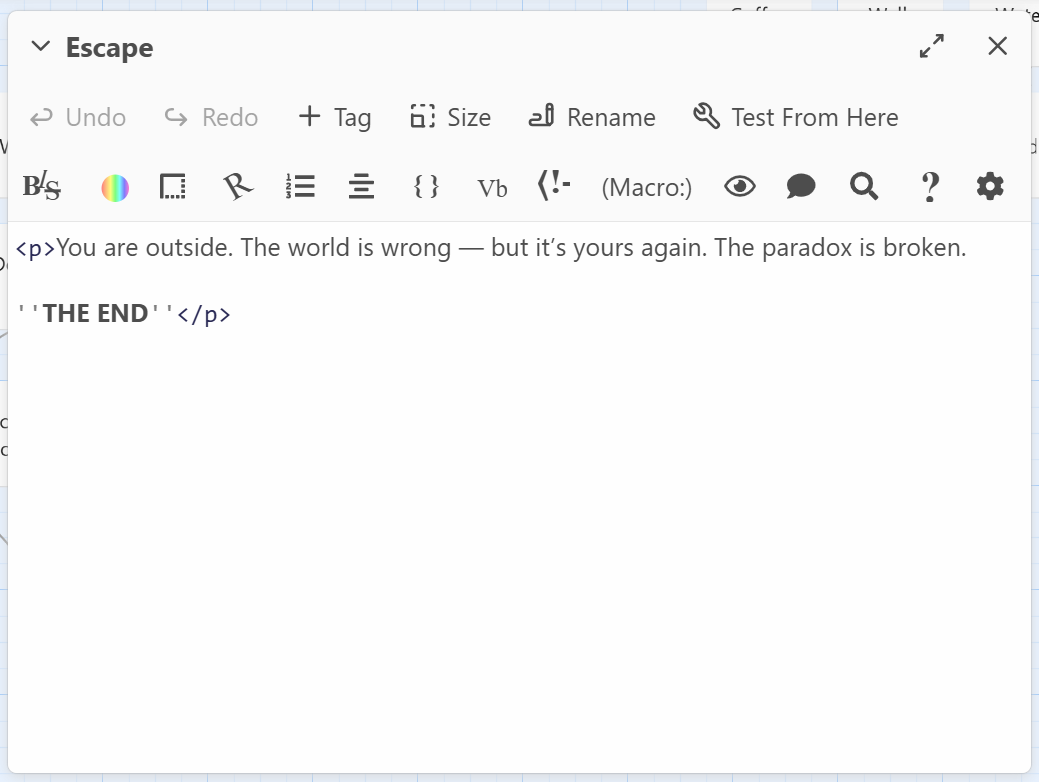 Escape
Undo Redo Tag Size Rename Test From Here
Vb (Macro:)
<p>You are outside. The world is wrong — but it’s yours again. The paradox is broken.
''THE END''</p>